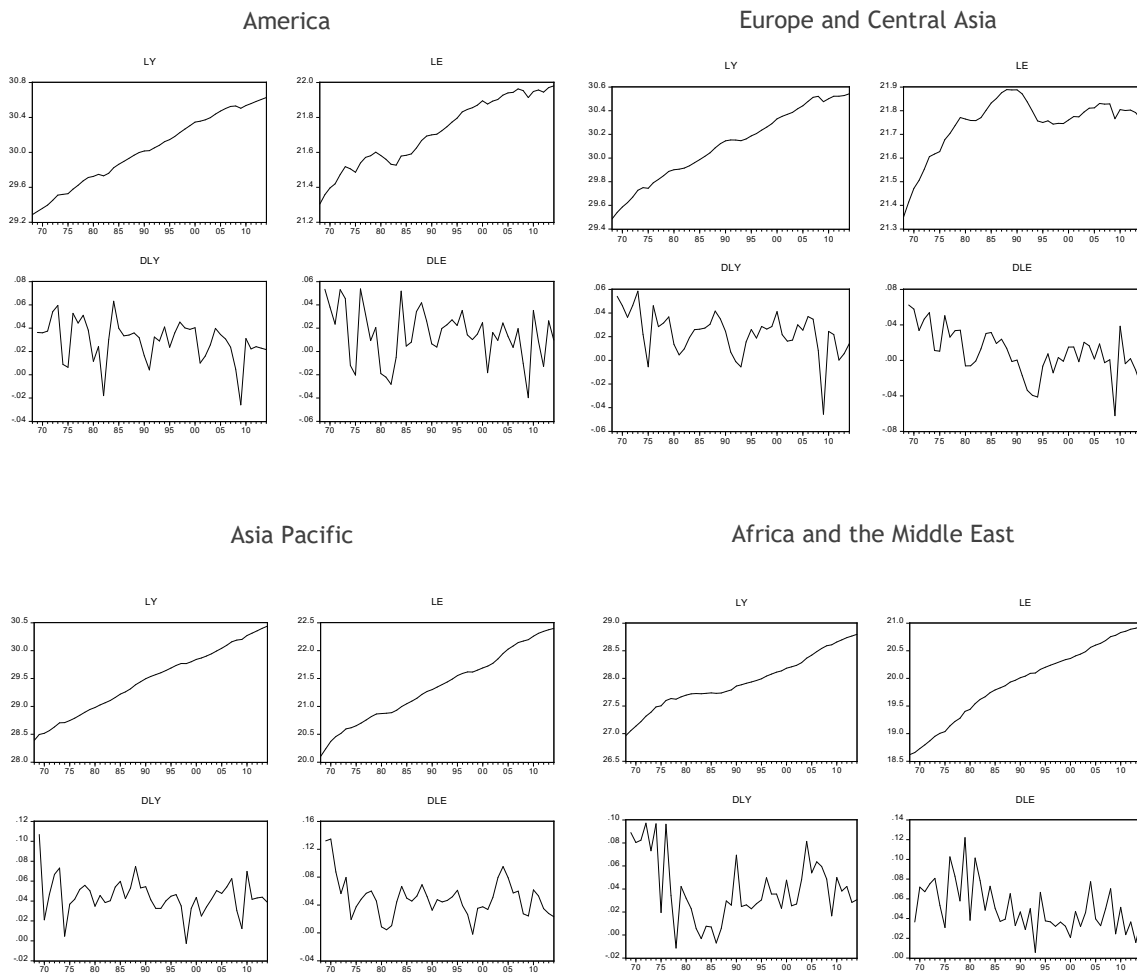 America
Europe and Central Asia
LY
LE
30.8
30.4
30.0
29.6
29.2
70 75 80 85 90 95 00 05 10
22.0
21.8
21.6
21.4
21.2
70 75 80 85 90 95 00 05 10
LY
LE
30.6
30.4
30.2
30.0
29.8
29.6
29.4
70 75 80 85 90 95 00 05 10
21.9
21.8
21.7
21.6
21.5
21.4
21.3
70 75 80 85 90 95 00 05 10
DLY
DLE
.08
.06
.04
.02
.00
-.02
-.04
70 75 80 85 90 95 00 05 10
.06
.04
.02
.00
-.02
-.04
-.06
70 75 80 85 90 95 00 05 10
DLY
DLE
.06
.04
.02
.00
-.02
-.04
-.06
70 75 80 85 90 95 00 05 10
.08
.04
.00
-.04
-.08
70 75 80 85 90 95 00 05 10
Asia Pacific
Africa and the Middle East
LY
LE
30.5
30.0
29.5
29.0
28.5
28.0
70 75 80 85 90 95 00 05 10
22.5
22.0
21.5
21.0
20.5
20.0
70 75 80 85 90 95 00 05 10
LY
LE
29.0
28.5
28.0
27.5
27.0
26.5
70 75 80 85 90 95 00 05 10
21.0
20.5
20.0
19.5
19.0
18.5
70 75 80 85 90 95 00 05 10
DLY
DLE
.12
.10
.08
.06
.04
.02
.00
-.02
70 75 80 85 90 95 00 05 10
.16
.12
.08
.04
.00
-.04
70 75 80 85 90 95 00 05 10
DLY
DLE
.10
.08
.06
.04
.02
.00
-.02
70 75 80 85 90 95 00 05 10
.14
.12
.10
.08
.06
.04
.02
.00
70 75 80 85 90 95 00 05 10